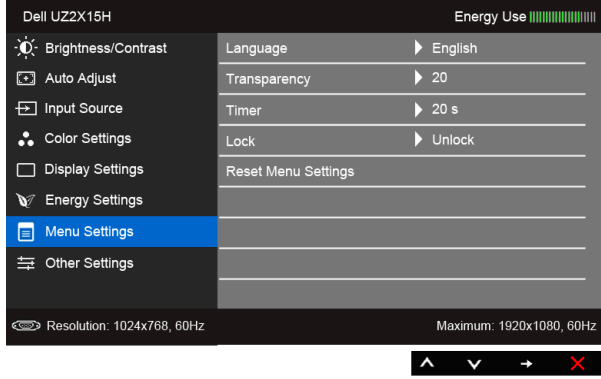 Dell UZ2X15H Energy Use
Brightness/Contrast Language English
Auto Adjust Transparency 20
Input Source Timer 20 s
Color Settings Lock Unlock
Display Settings Reset Menu Settings
Energy Settings
Menu Settings
Other Settings
Resolution: 1024x768, 60Hz Maximum: 1920x1080, 60Hz